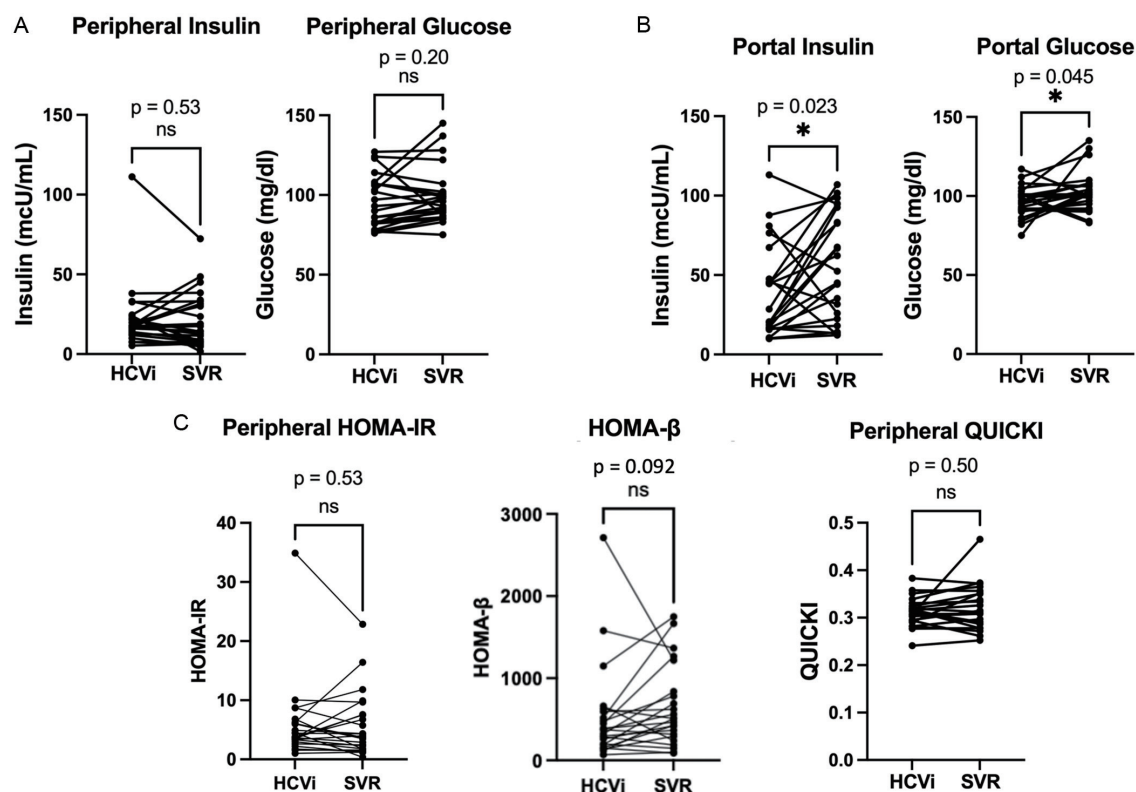 A
Peripheral Insulin
p = 0.53
ns
150
100
50
0
Insulin (mcU/mL)
HCVi SVR
Peripheral Glucose
p = 0.20
ns
150
100
50
0
Glucose (mg/dl)
HCVi SVR
B
Portal Insulin
p = 0.023
*
150
100
50
0
Insulin (mcU/mL)
HCVi SVR
Portal Glucose
p = 0.045
*
150
100
50
0
Glucose (mg/dl)
HCVi SVR
C
Peripheral HOMA-IR
p = 0.53
ns
40
30
20
10
0
HOMA-IR
HCVi SVR
HOMA-β
p = 0.092
ns
3000
2000
1000
0
HOMA-β
HCVi SVR
Peripheral QUICKI
p = 0.50
ns
0.5
0.4
0.3
0.2
0.1
0.0
QUICKI
HCVi SVR